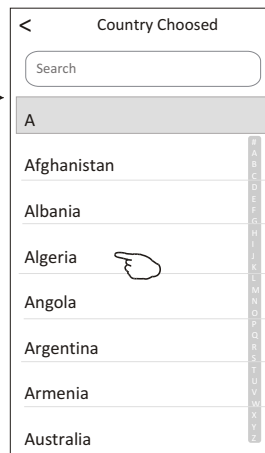 < Country Choosed
Search
A
Afghanistan
Albania
Algeria
Angola
Argentina
Armenia
Australia
#
A
B
C
D
E
F
G
H
I
J
K
L
M
N
O
P
Q
R
S
T
U
V
W
X
Y
Z